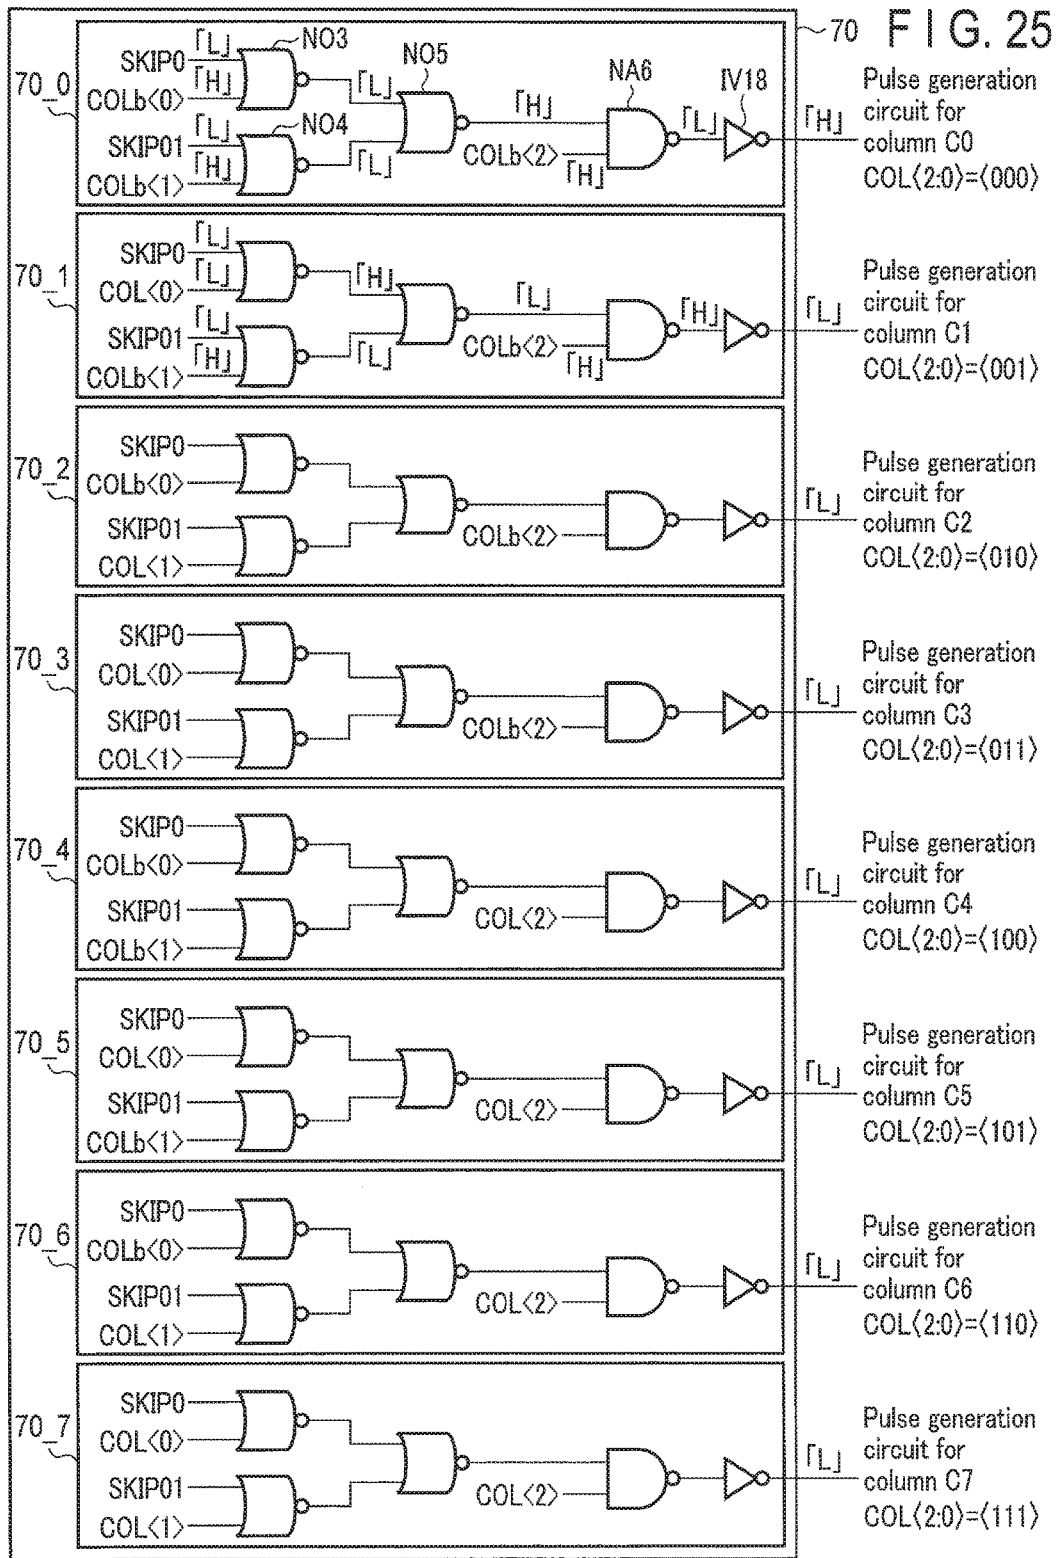 FIG. 25
70
70_0
SKIP0
「L」
COLb<0>
「H」
NO3
SKIP01
「L」
COLb<1>
「H」
NO4
「L」
「L」
NO5
「H」
COLb<2>
「H」
NA6
「L」
IV18
「H」
Pulse generation
circuit for
column C0
COL⟨2:0⟩=⟨000⟩
70_1
SKIP0
「L」
COL<0>
「L」
SKIP01
「L」
COLb<1>
「H」
「H」
「L」
「L」
COLb<2>
「H」
「H」
「L」
Pulse generation
circuit for
column C1
COL⟨2:0⟩=⟨001⟩
70_2
SKIP0
COLb<0>
SKIP01
COL<1>
COLb<2>
「L」
Pulse generation
circuit for
column C2
COL⟨2:0⟩=⟨010⟩
70_3
SKIP0
COL<0>
SKIP01
COL<1>
COLb<2>
「L」
Pulse generation
circuit for
column C3
COL⟨2:0⟩=⟨011⟩
70_4
SKIP0
COLb<0>
SKIP01
COLb<1>
COL<2>
「L」
Pulse generation
circuit for
column C4
COL⟨2:0⟩=⟨100⟩
70_5
SKIP0
COL<0>
SKIP01
COLb<1>
COL<2>
「L」
Pulse generation
circuit for
column C5
COL⟨2:0⟩=⟨101⟩
70_6
SKIP0
COLb<0>
SKIP01
COL<1>
COL<2>
「L」
Pulse generation
circuit for
column C6
COL⟨2:0⟩=⟨110⟩
70_7
SKIP0
COL<0>
SKIP01
COL<1>
COL<2>
「L」
Pulse generation
circuit for
column C7
COL⟨2:0⟩=⟨111⟩